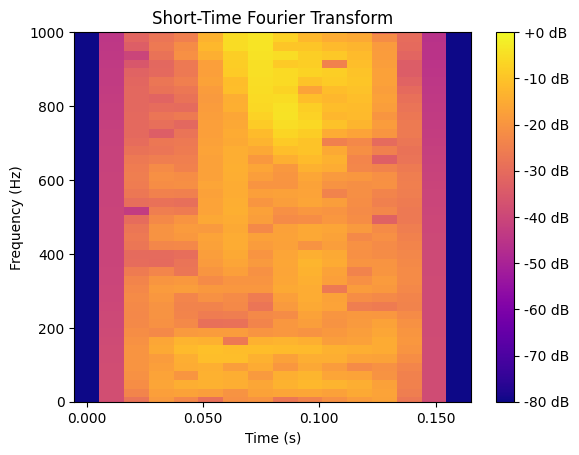 Short-Time Fourier Transform
Frequency (Hz)
1000
800
600
400
200
0
0.000
0.050
0.100
0.150
Time (s)
+0 dB
-10 dB
-20 dB
-30 dB
-40 dB
-50 dB
-60 dB
-70 dB
-80 dB